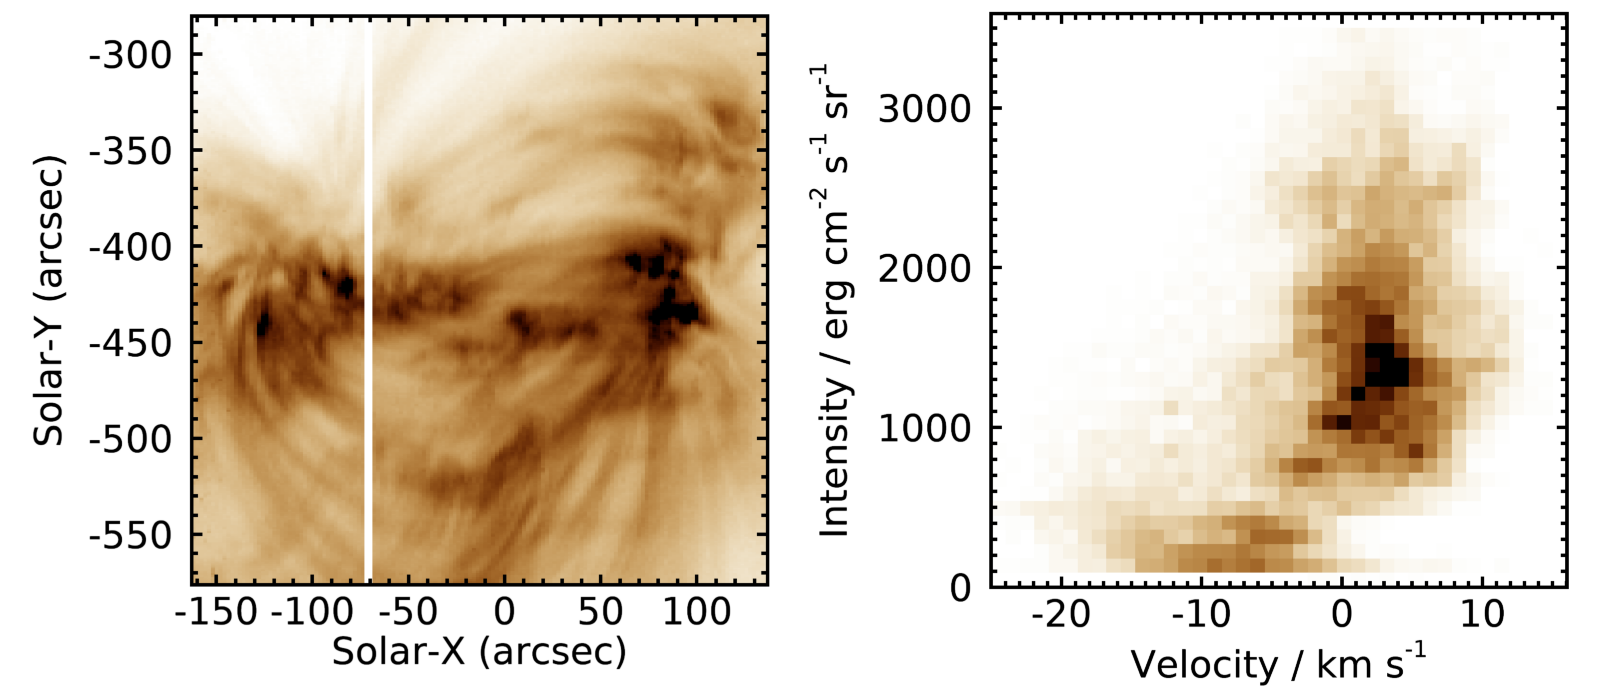 -300
-350
-400
-450
-500
-550
Solar-Y (arcsec)
-150 -100 -50 0 50 100
Solar-X (arcsec)
3000
2000
1000
0
Intensity / erg cm-2 s-1 sr-1
-20 -10 0 10
Velocity / km s-1